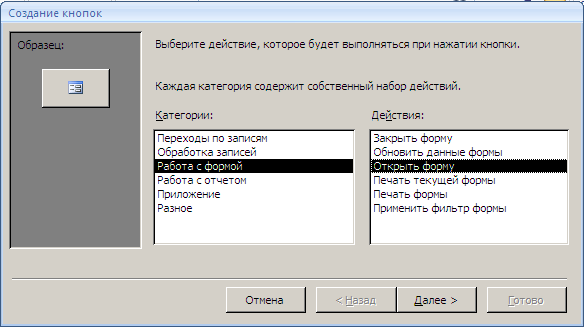 Создание кнопок
Образец:
Выберите действие, которое будет выполняться при нажатии кнопки.
Каждая категория содержит собственный набор действий.
Категории:
Переходы по записям
Обработка записей
Работа с формой
Работа с отчетом
Приложение
Разное
Действия:
Закрыть форму
Обновить данные формы
Открыть форму
Печать текущей формы
Печать формы
Применить фильтр формы
Отмена
< Назад
Далее >
Готово